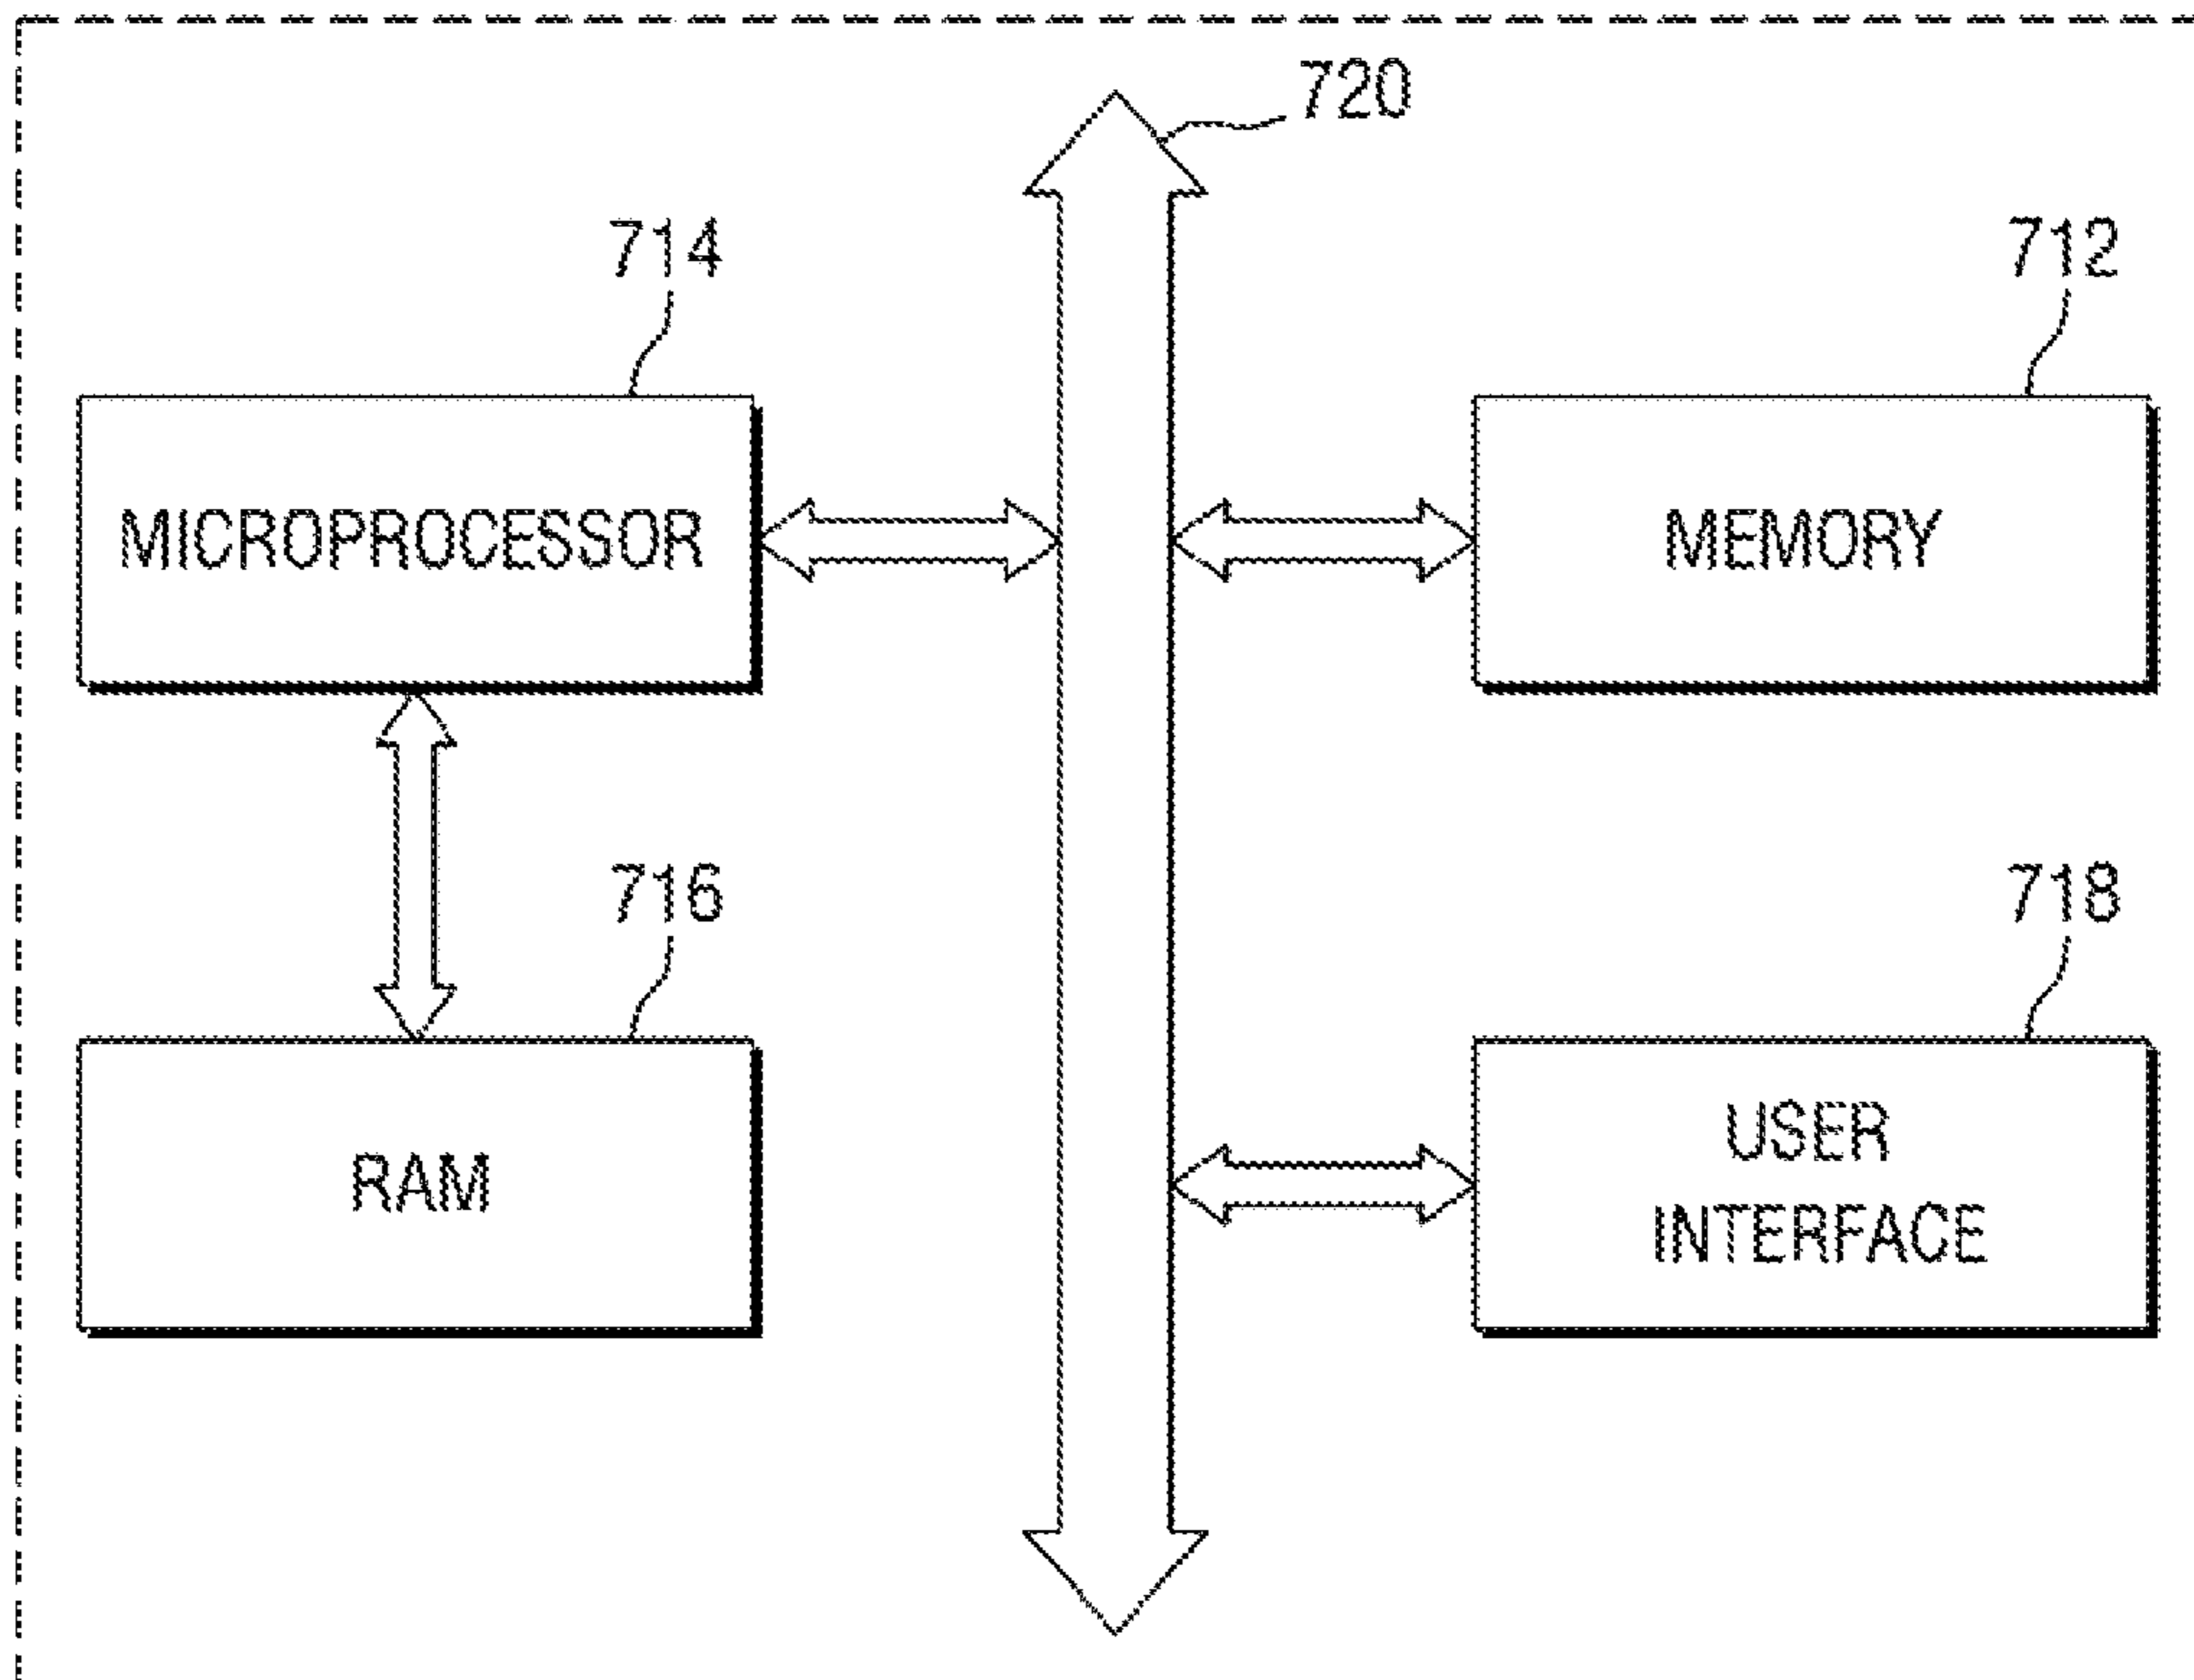 720
714
712
MICROPROCESSOR
MEMORY
716
718
RAM
USER
INTERFACE